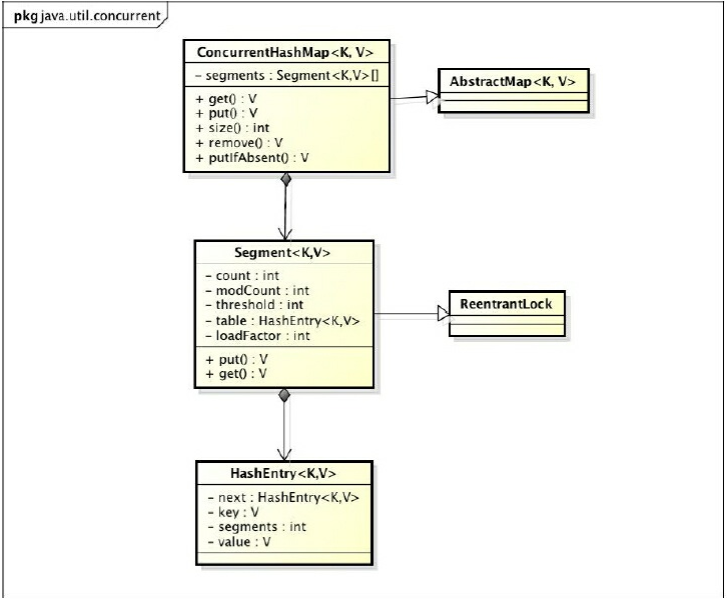 pkg java.util.concurrent
ConcurrentHashMap<K, V>
- segments : Segment<K,V>[]
+ get() : V
+ put() : V
+ size() : int
+ remove() : V
+ putIfAbsent() : V
AbstractMap<K, V>
Segment<K,V>
- count : int
- modCount : int
- threshold : int
- table : HashEntry<K,V>
- loadFactor : int
+ put() : V
+ get() : V
ReentrantLock
HashEntry<K,V>
- next : HashEntry<K,V>
- key : V
- segments : int
- value : V